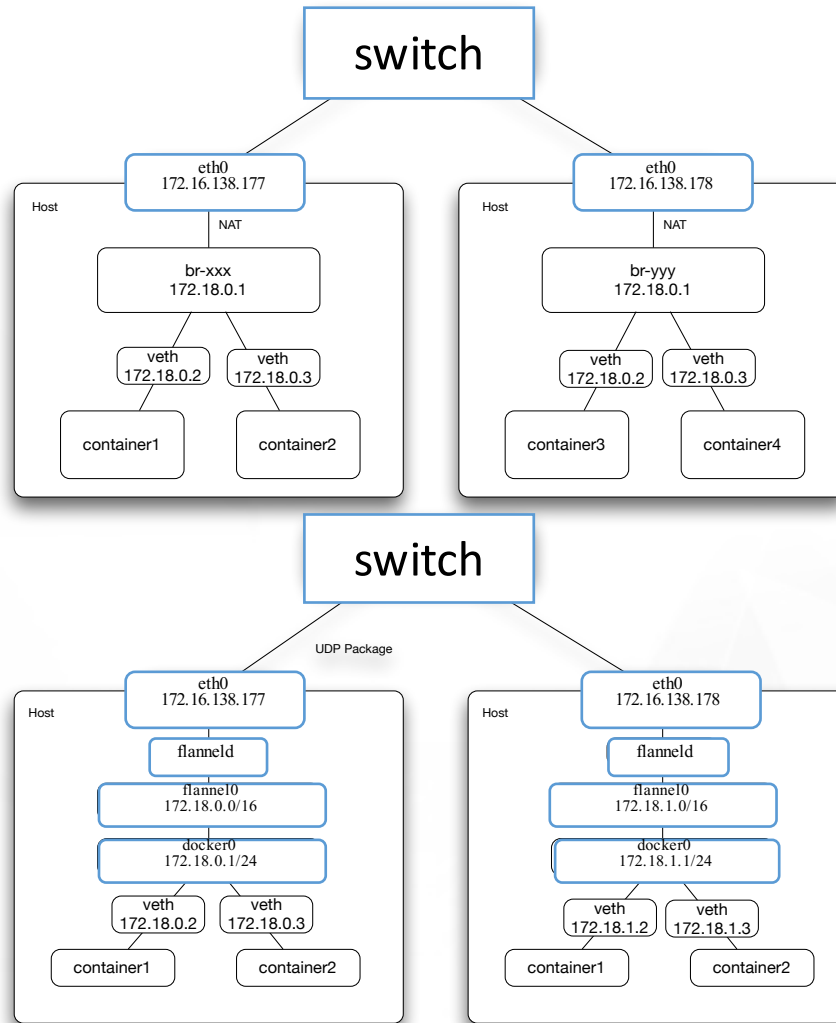 switch
eth0
172.16.138.177
eth0
172.16.138.178
Host
Host
NAT
NAT
br-xxx
172.18.0.1
br-yyy
172.18.0.1
veth
172.18.0.2
veth
172.18.0.3
veth
172.18.0.2
veth
172.18.0.3
container1
container2
container3
container4
switch
UDP Package
eth0
172.16.138.177
eth0
172.16.138.178
Host
Host
flanneld
flanneld
flannel0
172.18.0.0/16
flannel0
172.18.1.0/16
docker0
172.18.0.1/24
docker0
172.18.1.1/24
veth
172.18.0.2
veth
172.18.0.3
veth
172.18.1.2
veth
172.18.1.3
container1
container2
container1
container2